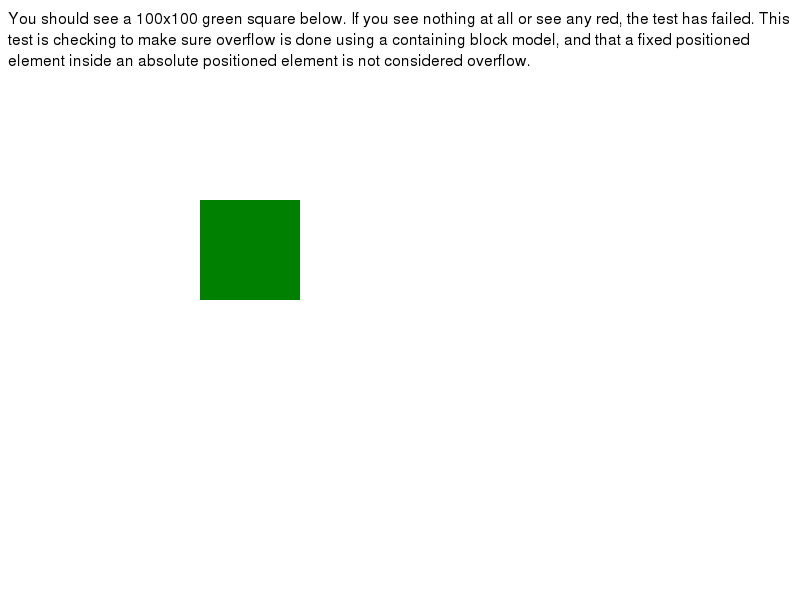 You should see a 100x100 green square below. If you see nothing at all or see any red, the test has failed. This
test is checking to make sure overflow is done using a containing block model, and that a fixed positioned
element inside an absolute positioned element is not considered overflow.